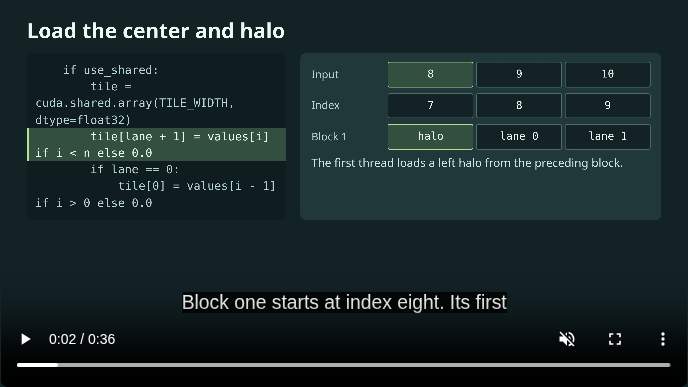 Load the center and halo
if use_shared:
tile =
cuda.shared.array(TILE_WIDTH,
dtype=float32)
tile[lane + 1] = values[i]
if i < n else 0.0
if lane == 0:
tile[0] = values[i - 1]
if i > 0 else 0.0
Input 8 9 10
Index 7 8 9
Block 1 halo lane 0 lane 1
The first thread loads a left halo from the preceding block.
Block one starts at index eight. Its first
0:02 / 0:36